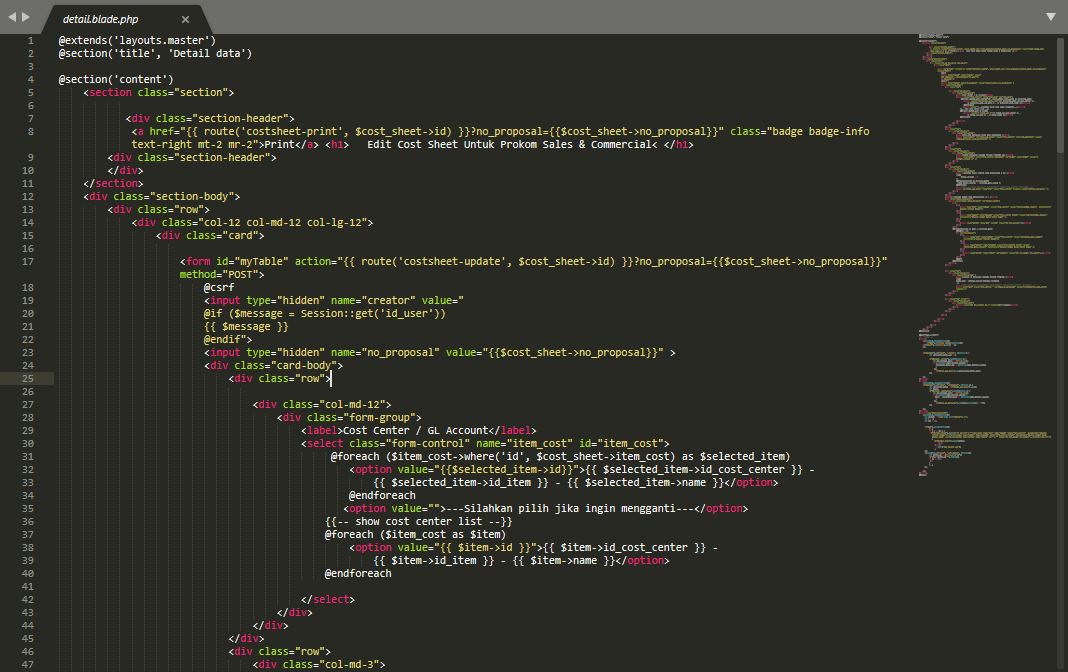 detail.blade.php
1 @extends('layouts.master')
2 @section('title', 'Detail data')
3
4 @section('content')
5 <section class="section">
6
7 <div class="section-header">
8 <a href="{{ route('costsheet-print', $cost_sheet->id) }}?no_proposal={{$cost_sheet->no_proposal}}" class="badge badge-info
text-right mt-2 mr-2">Print</a> <h1>   Edit Cost Sheet Untuk Prokom Sales & Commercial< </h1>
9 <div class="section-header">
10 </div>
11 </section>
12 <div class="section-body">
13 <div class="row">
14 <div class="col-12 col-md-12 col-lg-12">
15 <div class="card">
16
17 <form id="myTable" action="{{ route('costsheet-update', $cost_sheet->id) }}?no_proposal={{$cost_sheet->no_proposal}}"
method="POST">
18 @csrf
19 <input type="hidden" name="creator" value="
20 @if ($message = Session::get('id_user'))
21 {{ $message }}
22 @endif">
23 <input type="hidden" name="no_proposal" value="{{$cost_sheet->no_proposal}}" >
24 <div class="card-body">
25 <div class="row">
26
27 <div class="col-md-12">
28 <div class="form-group">
29 <label>Cost Center / GL Account</label>
30 <select class="form-control" name="item_cost" id="item_cost">
31 @foreach ($item_cost->where('id', $cost_sheet->item_cost) as $selected_item)
32 <option value="{{$selected_item->id}}">{{ $selected_item->id_cost_center }} -
33 {{ $selected_item->id_item }} - {{ $selected_item->name }}</option>
34 @endforeach
35 <option value="">---Silahkan pilih jika ingin mengganti---</option>
36 {{-- show cost center list --}}
37 @foreach ($item_cost as $item)
38 <option value="{{ $item->id }}">{{ $item->id_cost_center }} -
39 {{ $item->id_item }} - {{ $item->name }}</option>
40 @endforeach
41
42 </select>
43 </div>
44 </div>
45 </div>
46 <div class="row">
47 <div class="col-md-3">